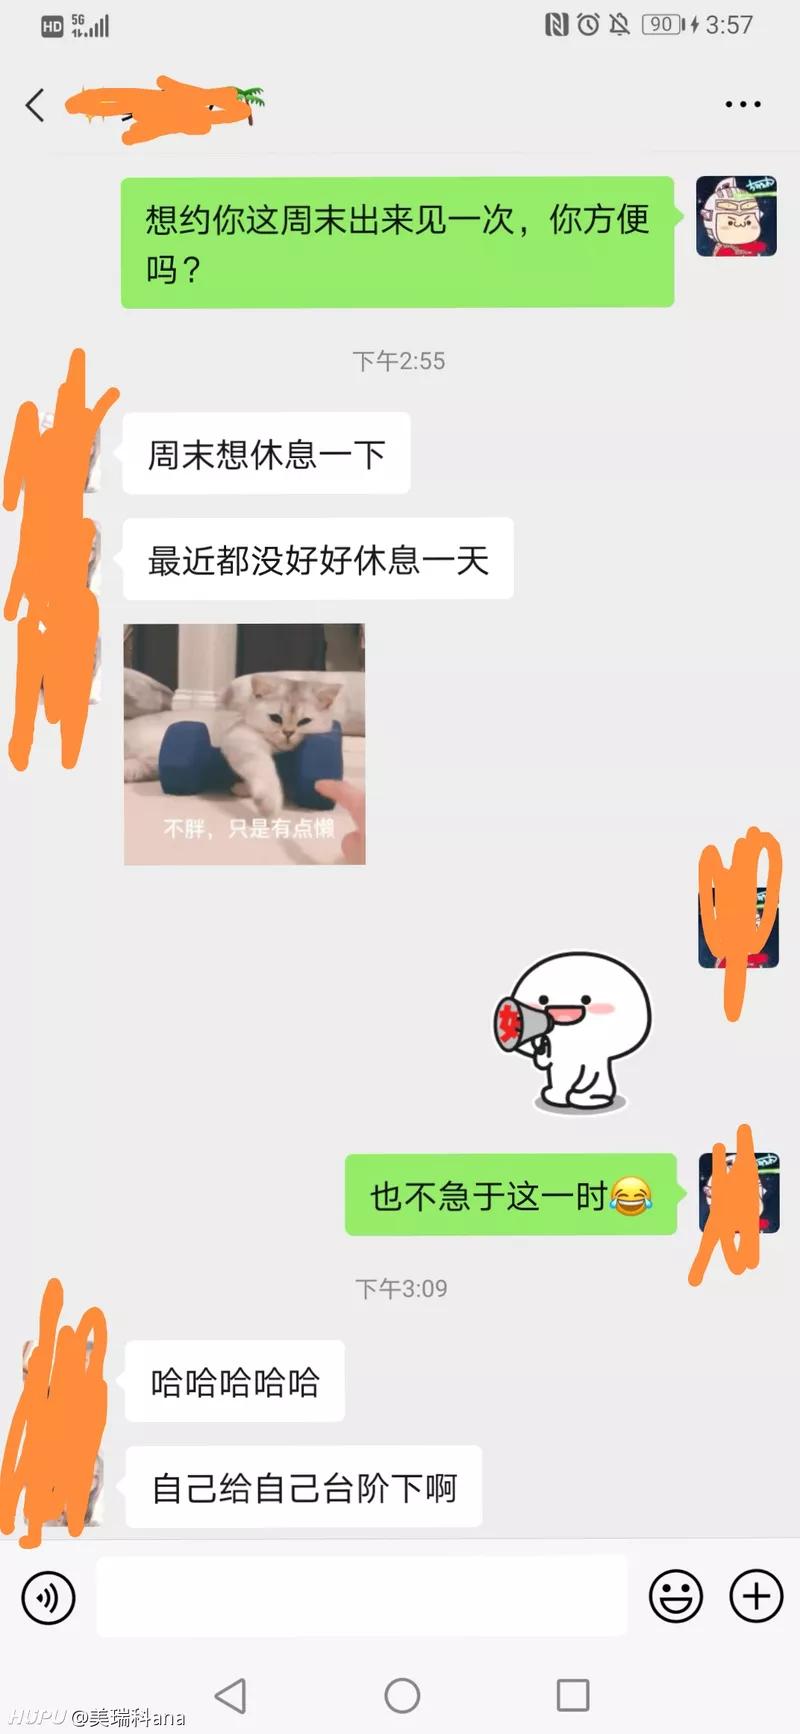 HD 5G 90 3:57
想约你这周末出来见一次，你方便
吗？
下午2:55
周末想休息一下
最近都没好好休息一天
不胖，只是有点懒
好
也不急于这一时😂
下午3:09
哈哈哈哈哈
自己给自己台阶下啊
HUPU @美瑞科ana